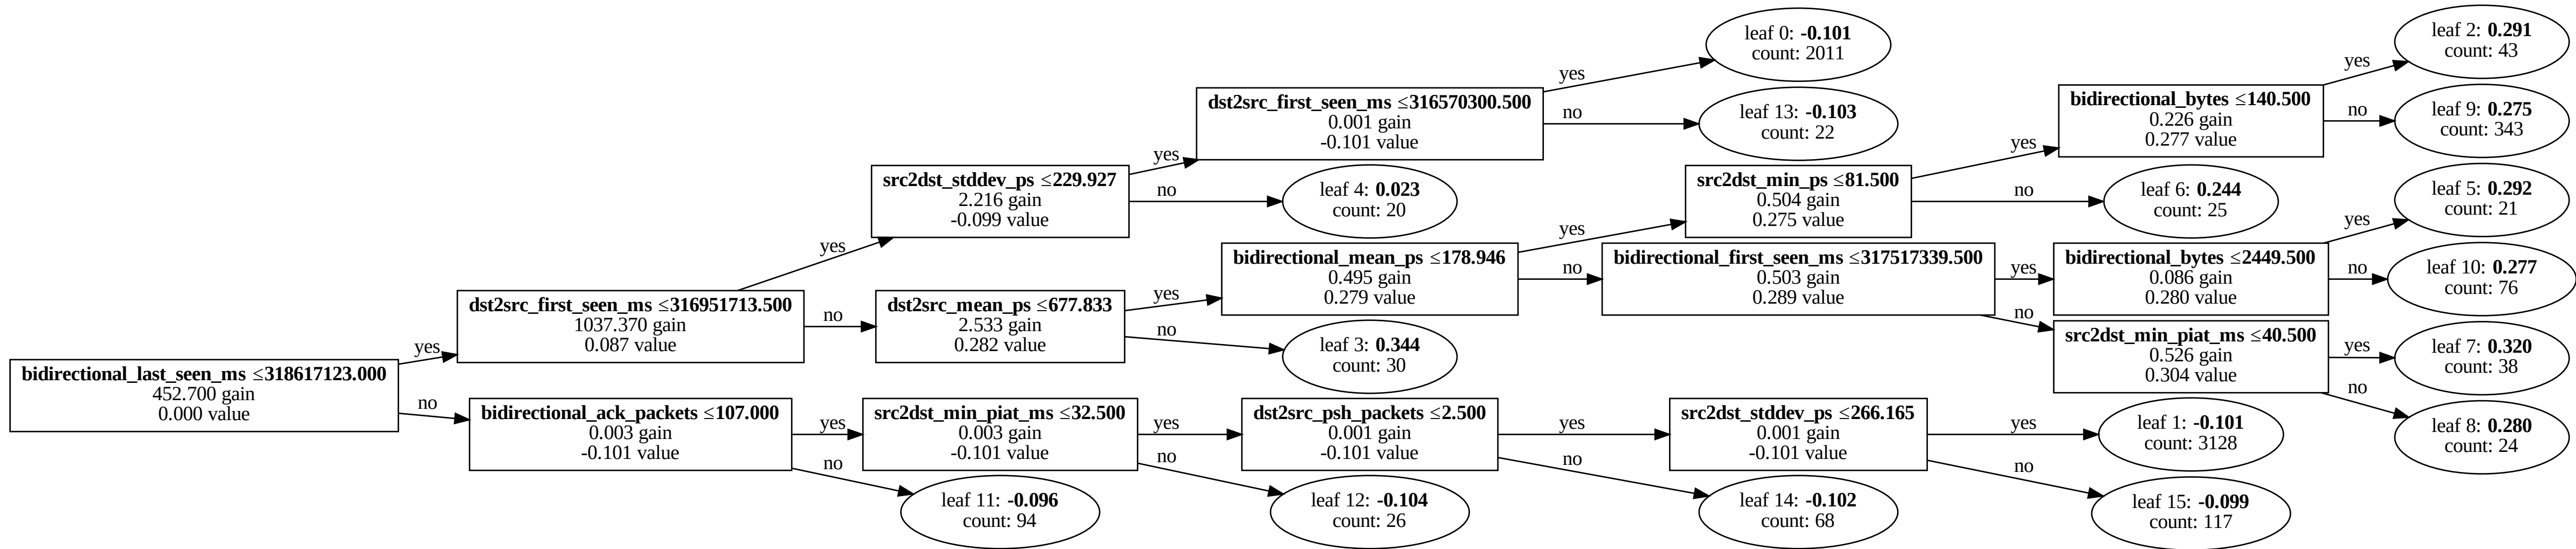 bidirectional_last_seen_ms ≤318617123.000
452.700 gain
0.000 value
yes
no
dst2src_first_seen_ms ≤316951713.500
1037.370 gain
0.087 value
yes
no
bidirectional_ack_packets ≤107.000
0.003 gain
-0.101 value
yes
no
src2dst_stddev_ps ≤229.927
2.216 gain
-0.099 value
yes
no
dst2src_mean_ps ≤677.833
2.533 gain
0.282 value
yes
no
src2dst_min_piat_ms ≤32.500
0.003 gain
-0.101 value
yes
no
leaf 11: -0.096
count: 94
dst2src_first_seen_ms ≤316570300.500
0.001 gain
-0.101 value
yes
no
leaf 4: 0.023
count: 20
bidirectional_mean_ps ≤178.946
0.495 gain
0.279 value
yes
no
leaf 3: 0.344
count: 30
dst2src_psh_packets ≤2.500
0.001 gain
-0.101 value
yes
no
leaf 12: -0.104
count: 26
leaf 0: -0.101
count: 2011
leaf 13: -0.103
count: 22
src2dst_min_ps ≤81.500
0.504 gain
0.275 value
yes
no
bidirectional_first_seen_ms ≤317517339.500
0.503 gain
0.289 value
yes
no
src2dst_stddev_ps ≤266.165
0.001 gain
-0.101 value
yes
no
leaf 14: -0.102
count: 68
bidirectional_bytes ≤140.500
0.226 gain
0.277 value
yes
no
leaf 6: 0.244
count: 25
bidirectional_bytes ≤2449.500
0.086 gain
0.280 value
yes
no
src2dst_min_piat_ms ≤40.500
0.526 gain
0.304 value
yes
no
leaf 1: -0.101
count: 3128
leaf 15: -0.099
count: 117
leaf 2: 0.291
count: 43
leaf 9: 0.275
count: 343
leaf 5: 0.292
count: 21
leaf 10: 0.277
count: 76
leaf 7: 0.320
count: 38
leaf 8: 0.280
count: 24